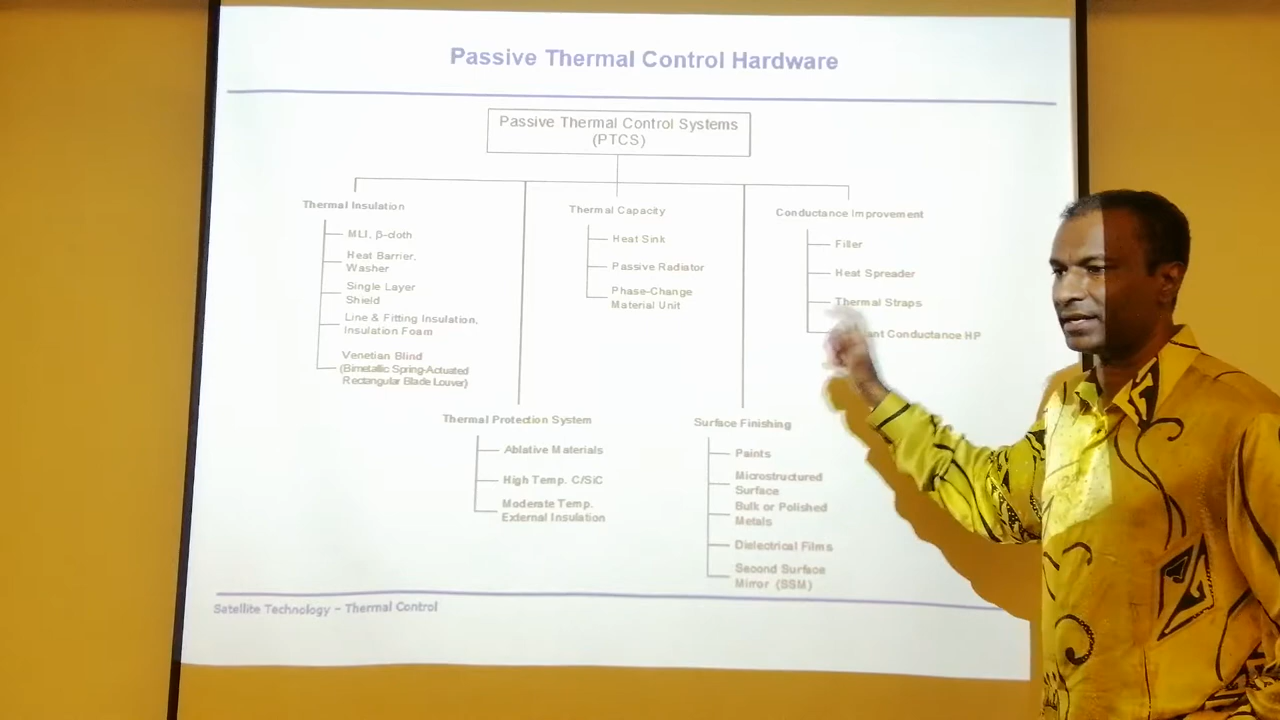 Passive Thermal Control Hardware
Passive Thermal Control Systems
(PTCS)
Thermal Insulation
MLI, β-cloth
Heat Barrier,
Washer
Single Layer
Shield
Line & Fitting Insulation,
Insulation Foam
Venetian Blind
(Bimetallic Spring-Actuated
Rectangular Blade Louver)
Thermal Capacity
Heat Sink
Passive Radiator
Phase-Change
Material Unit
Conductance Improvement
Filler
Heat Spreader
Thermal Straps
Conductance HP
Thermal Protection System
Ablative Materials
High Temp. C/SiC
Moderate Temp.
External Insulation
Surface Finishing
Paints
Microstructured
Surface
Bulk or Polished
Metals
Dielectrical Films
Second Surface
Mirror (SSM)
Satellite Technology – Thermal Control